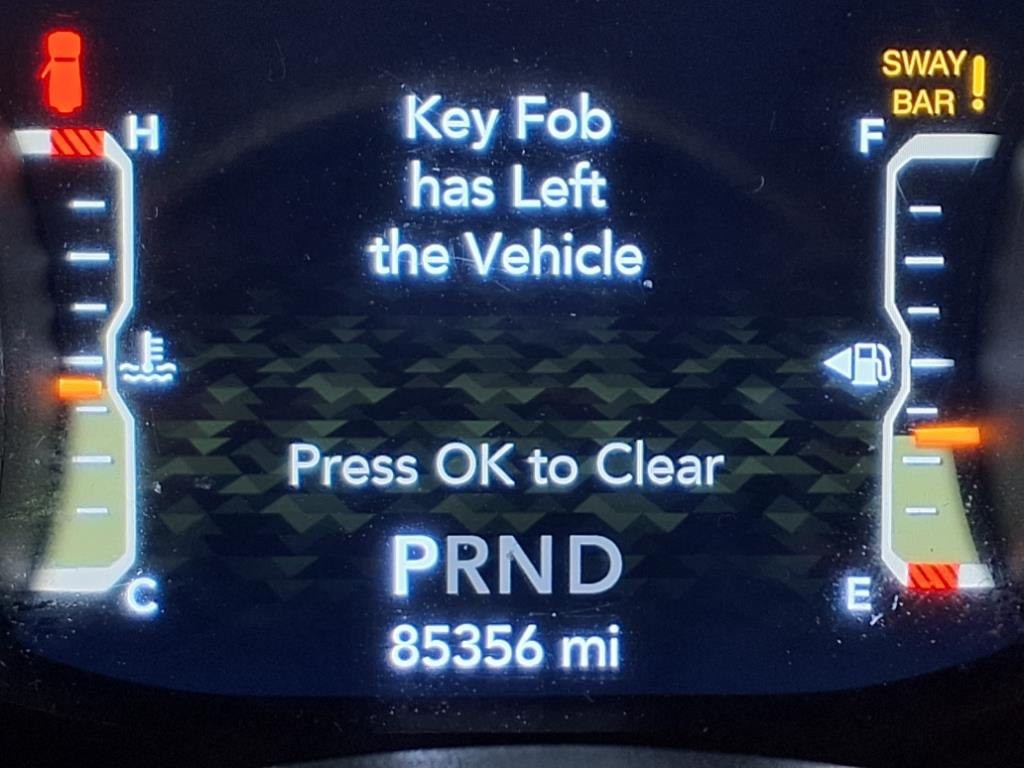 SWAY
BAR !
H
F
Key Fob
has Left
the Vehicle
Press OK to Clear
PRND
C
E
85356 mi